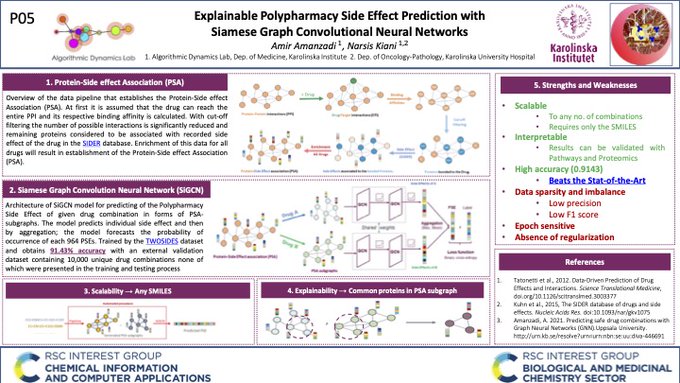 P05
Algorithmic Dynamics Lab
Explainable Polypharmacy Side Effect Prediction with
Siamese Graph Convolutional Neural Networks
Amir Amanzadi 1, Narsis Kiani 1,2
1. Algorithmic Dynamics Lab, Dep. of Medicine, Karolinska Institute 2. Dep. of Oncology-Pathology, Karolinska University Hospital
Karolinska
Institutet
1. Protein-Side effect Association (PSA)
Overview of the data pipeline that establishes the Protein-Side effect
Association (PSA). At first it is assumed that the drug can reach the
entire PPI and its respective binding affinity is calculated. With cut-off
filtering the number of possible interactions is significantly reduced and
remaining proteins considered to be associated with recorded side
effect of the drug in the SIDER database. Enrichment of this data for all
drugs will result in establishment of the Protein-Side effect Association
(PSA).
2. Siamese Graph Convolution Neural Network (SiGCN)
Architecture of SiGCN model for predicting of the Polypharmacy
Side Effect of given drug combination in forms of PSA-
subgraphs. The model predicts individual side effect and then
by aggregation; the model forecasts the probability of
occurrence of each 964 PSEs. Trained by the TWOSIDES dataset
and obtains 91.43% accuracy with an external validation
dataset containing 10,000 unique drug combinations none of
which were presented in the training and testing process
GCN
GCN
Shared weights
GCN
GCN
PSA subgraphs
3. Scalability → Any SMILES
4. Explainability → Common proteins in PSA subgraph
5. Strengths and Weaknesses
• Scalable
• To any no. of combinations
• Requires only the SMILES
• Interpretable
• Results can be validated with
Pathways and Proteomics
• High accuracy (0.9143)
• Beats the Stat-of-the-Art
• Data sparsity and imbalance
• Low precision
• Low F1 score
• Epoch sensitive
• Absence of regularization
References
1. Tatonetti et al., 2012. Data-Driven Prediction of Drug
Effects and Interactions. Science Translational Medicine,
doi.org/10.1126/scitranslmed.3003377
2. Kuhn et al., 2015, The SIDER database of drugs and side
effects. Nucleic Acids Res. doi:10.1093/nar/gkv1075
3. Amanzadi, A. 2021. Predicting safe drug combinations with
Graph Neural Networks (GNN).Uppsala University.
http://urn.kb.se/resolve?urn=urn:nbn:se:uu:diva-446691
RSC INTEREST GROUP
CHEMICAL INFORMATION
AND COMPUTER APPLICATIONS
RSC INTEREST GROUP
BIOLOGICAL AND MEDICINAL
CHEMISTRY SECTOR